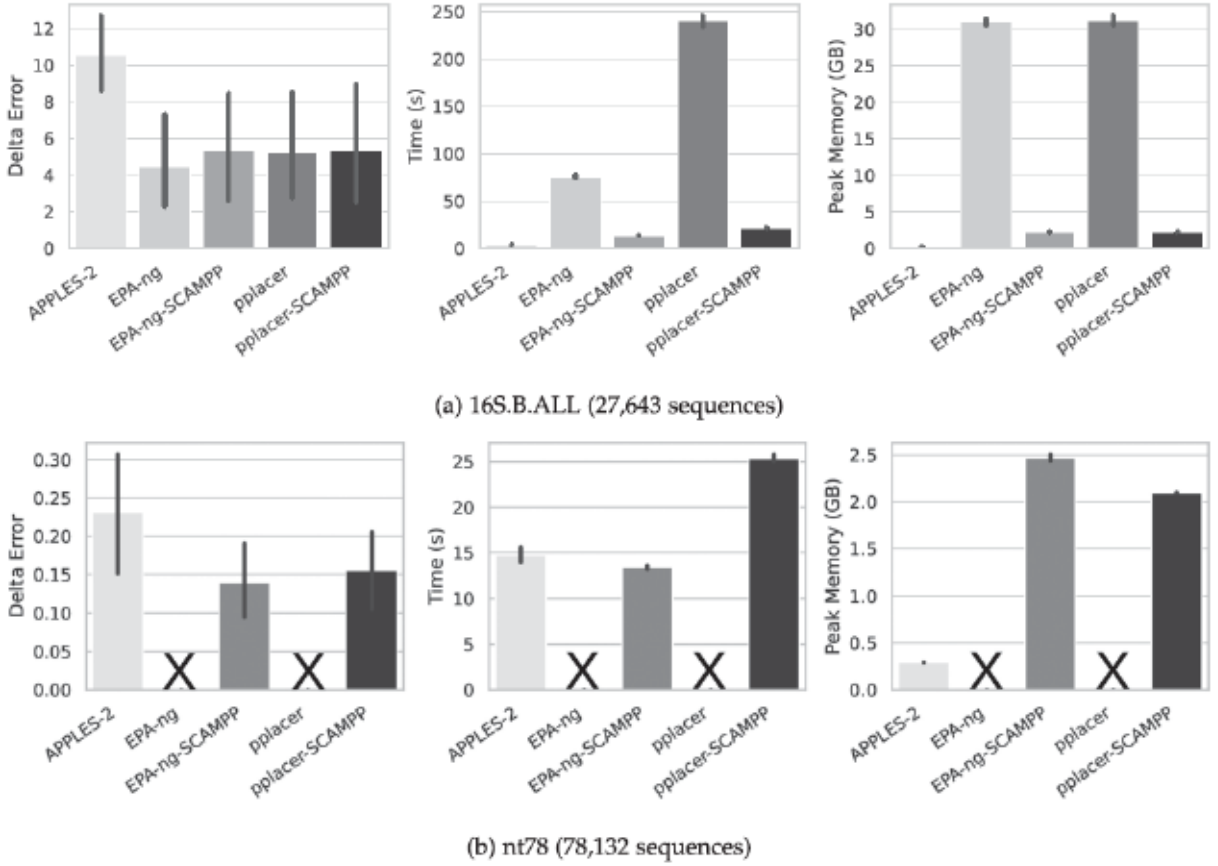 Delta Error
12
10
8
6
4
2
0
APPLES-2
EPA-ng
EPA-ng-SCAMPP
pplacer
pplacer-SCAMPP
Time (s)
250
200
150
100
50
0
APPLES-2
EPA-ng
EPA-ng-SCAMPP
pplacer
pplacer-SCAMPP
Peak Memory (GB)
30
25
20
15
10
5
0
APPLES-2
EPA-ng
EPA-ng-SCAMPP
pplacer
pplacer-SCAMPP
(a) 16S.B.ALL (27,643 sequences)
Delta Error
0.30
0.25
0.20
0.15
0.10
0.05
0.00
X X
APPLES-2
EPA-ng
EPA-ng-SCAMPP
pplacer
pplacer-SCAMPP
Time (s)
25
20
15
10
5
0
X X
APPLES-2
EPA-ng
EPA-ng-SCAMPP
pplacer
pplacer-SCAMPP
Peak Memory (GB)
2.5
2.0
1.5
1.0
0.5
0.0
X X
APPLES-2
EPA-ng
EPA-ng-SCAMPP
pplacer
pplacer-SCAMPP
(b) nt78 (78,132 sequences)